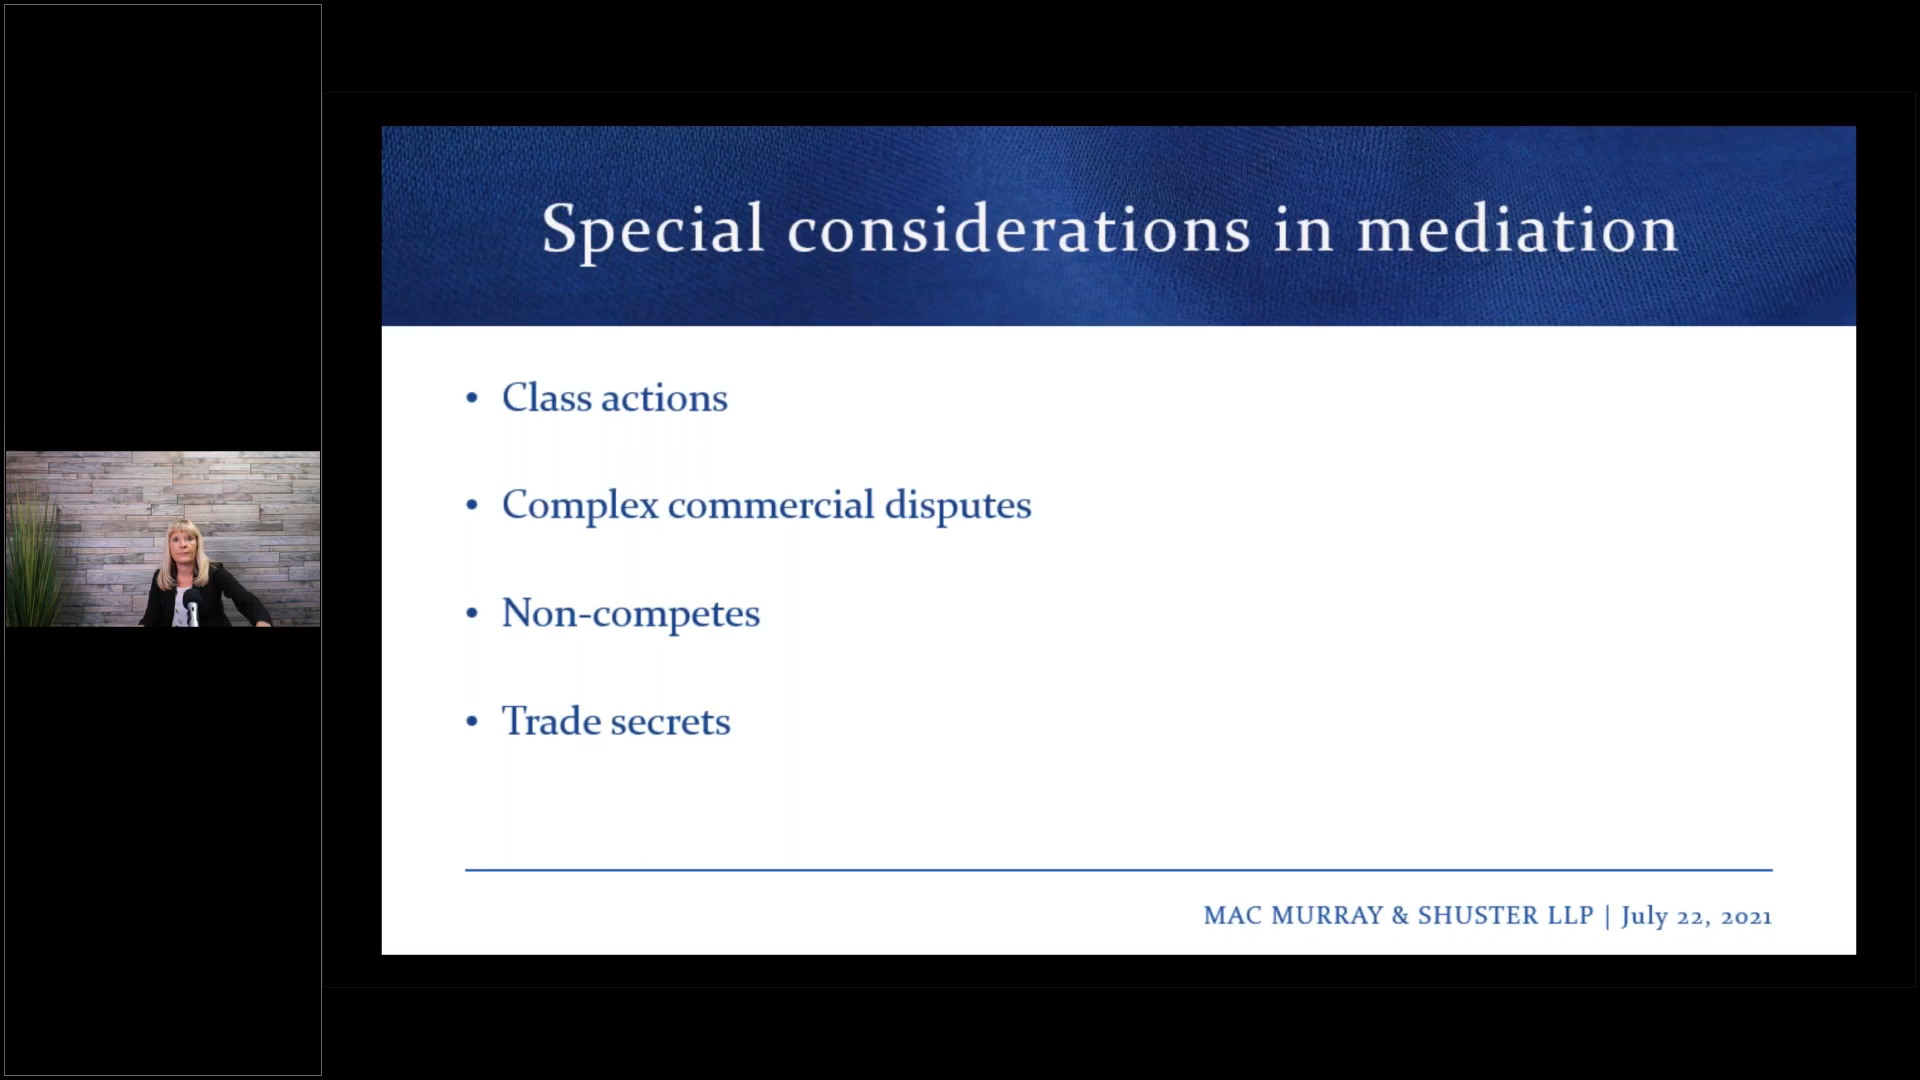 Special considerations in mediation
• Class actions
• Complex commercial disputes
• Non-competes
• Trade secrets
MAC MURRAY & SHUSTER LLP | July 22, 2021